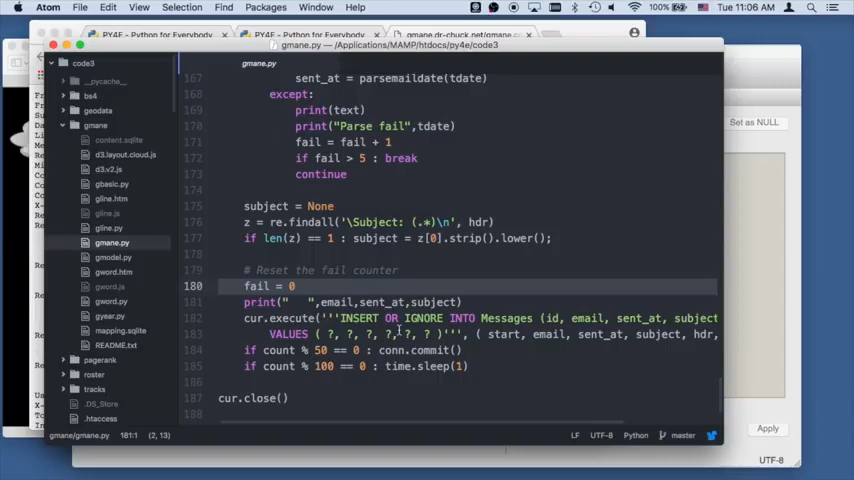 Atom File Edit View Selection Find Packages Window Help
100% Tue 11:06 AM
PY4E - Python for Everybody
PY4E - Python for Everybody
gmane.dr-chuck.net/gmane
gmane.py — /Applications/MAMP/htdocs/py4e/code3
code3
__pycache__
bs4
geodata
gmane
content.sqlite
d3.layout.cloud.js
d3.v2.js
gbasic.py
gline.htm
gline.js
gline.py
gmane.py
gmodel.py
gword.htm
gword.js
gword.py
gyear.py
mapping.sqlite
README.txt
pagerank
roster
tracks
.DS_Store
.htaccess
gmane.py
167 sent_at = parsemaildate(tdate)
168 except:
169 print(text)
170 print("Parse fail",tdate)
171 fail = fail + 1
172 if fail > 5 : break
173 continue
174
175 subject = None
176 z = re.findall('\Subject: (.*)\n', hdr)
177 if len(z) == 1 : subject = z[0].strip().lower();
178
179 # Reset the fail counter
180 fail = 0
181 print("   ",email,sent_at,subject)
182 cur.execute('''INSERT OR IGNORE INTO Messages (id, email, sent_at, subject
183 VALUES ( ?, ?, ?, ?, ?, ? )''', ( start, email, sent_at, subject, hdr,
184 if count % 50 == 0 : conn.commit()
185 if count % 100 == 0 : time.sleep(1)
186
187 cur.close()
188
gmane/gmane.py 181:1 (2, 13)
LF UTF-8 Python master
Set as NULL
Apply
UTF-8